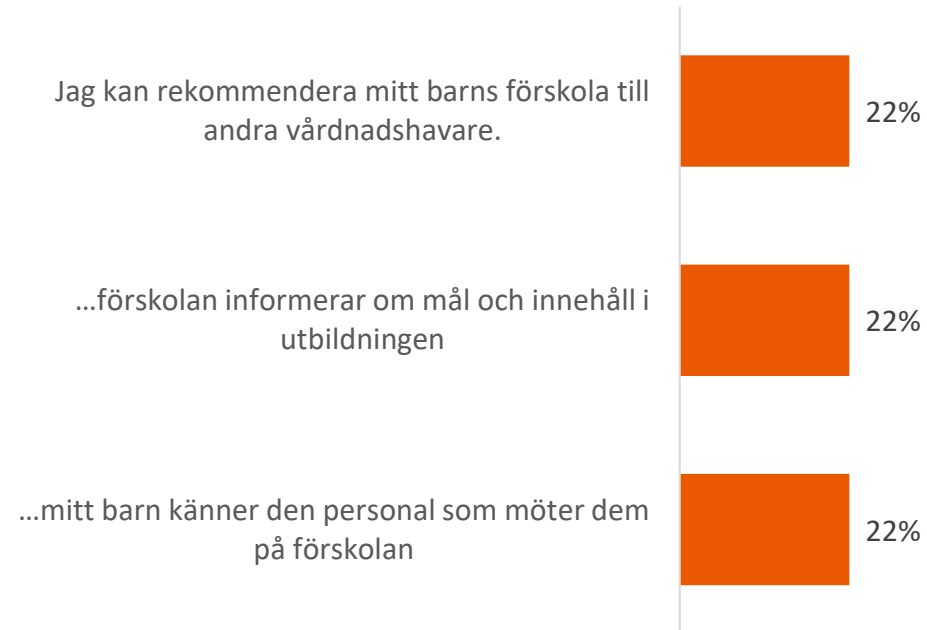 Jag kan rekommendera mitt barns förskola till
andra vårdnadshavare.
22%
...förskolan informerar om mål och innehåll i
utbildningen
22%
...mitt barn känner den personal som möter dem
på förskolan
22%